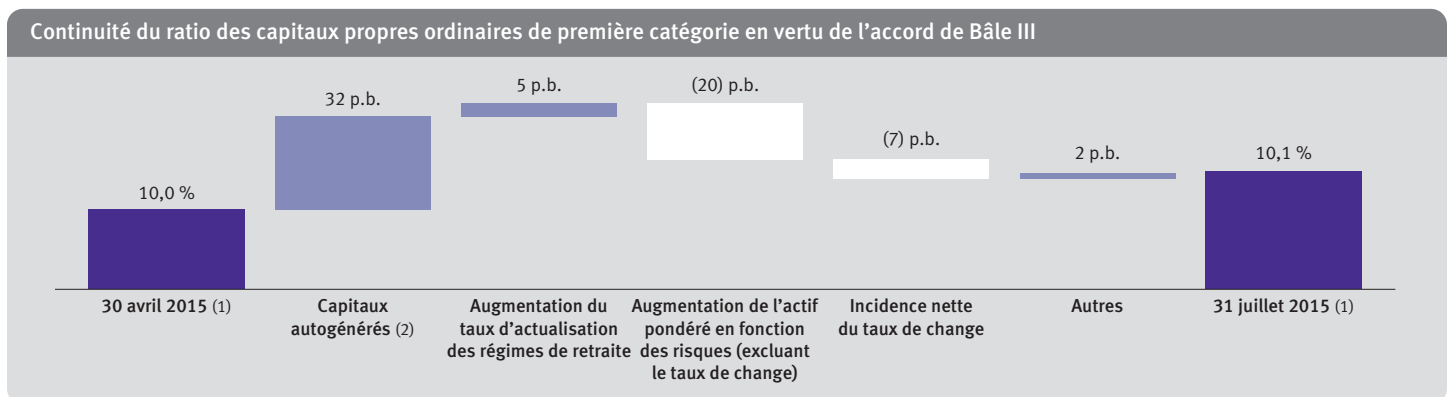 Continuité du ratio des capitaux propres ordinaires de première catégorie en vertu de l'accord de Bâle III
10,0 %
32 p.b.
5 p.b.
(20) p.b.
(7) p.b.
2 p.b.
10,1 %
30 avril 2015 (1)
Capitaux
autogénérés (2)
Augmentation du
taux d'actualisation
des régimes de retraite
Augmentation de l'actif
pondéré en fonction
des risques (excluant
le taux de change)
Incidence nette
du taux de change
Autres
31 juillet 2015 (1)